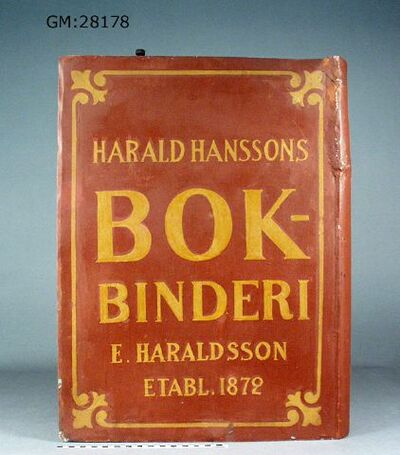 GM:28178
HARALD HANSSONS
BOK-
BINDERI
E. HARALDSSON
ETABL. 1872